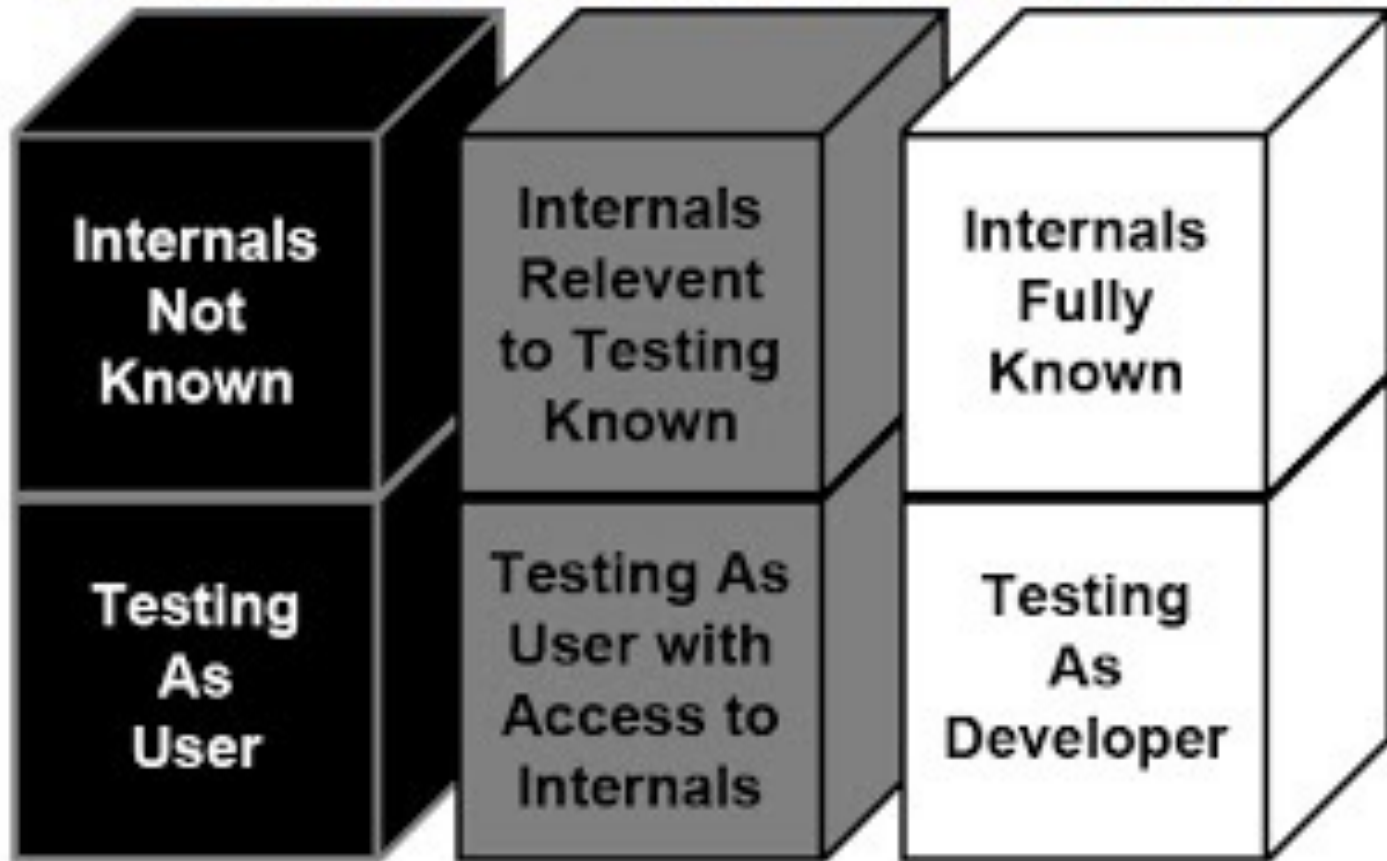 Internals
Not
Known
Testing
As
User
Internals
Relevent
to Testing
Known
Testing As
User with
Access to
Internals
Internals
Fully
Known
Testing
As
Developer